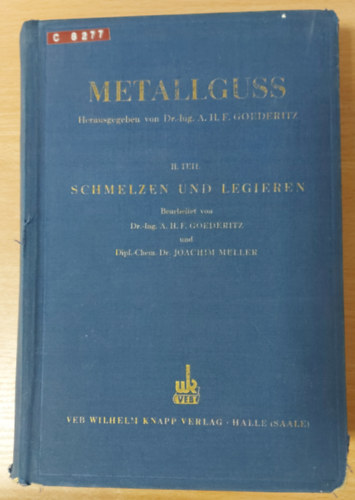 C 8277
METALLGUSS
Herausgegeben von Dr.-Ing. A. H. F. GOEDERITZ
II. TEIL
SCHMELZEN UND LEGIEREN
Bearbeitet von
Dr.-Ing. A. H. F. GOEDERITZ
und
Dipl.-Chem. Dr. JOACHIM MÜLLER
wk
VEB
VEB WILHELM KNAPP VERLAG · HALLE (SAALE)